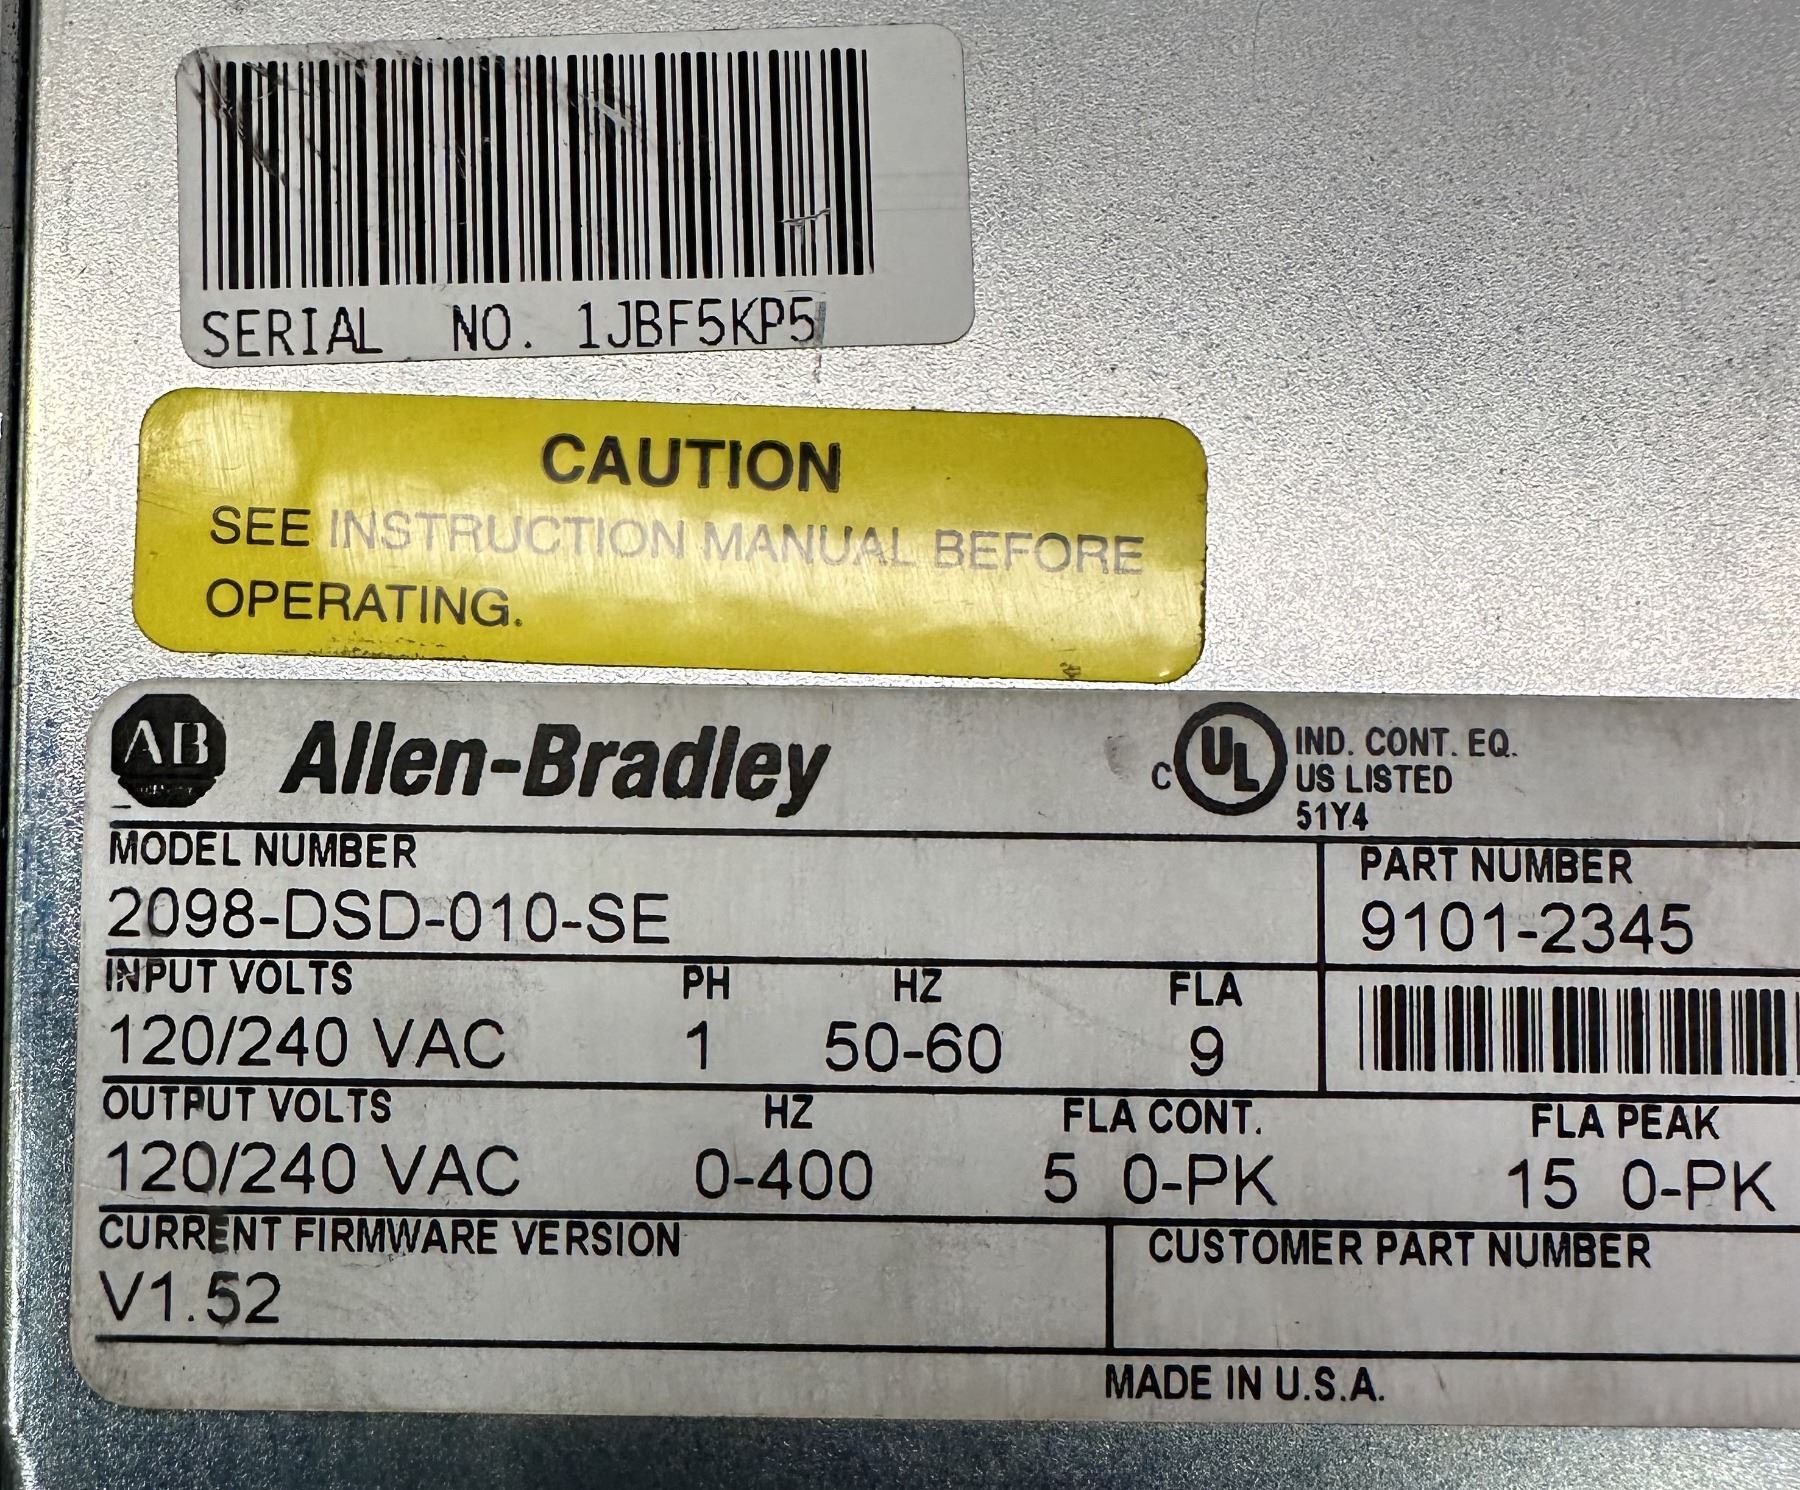 SERIAL NO. 1JBF5KP5
CAUTION
SEE INSTRUCTION MANUAL BEFORE
OPERATING.
AB
Allen-Bradley
C UL IND. CONT. EQ.
US LISTED
51Y4
MODEL NUMBER
2098-DSD-010-SE
PART NUMBER
9101-2345
INPUT VOLTS PH HZ FLA
120/240 VAC 1 50-60 9
OUTPUT VOLTS HZ FLA CONT. FLA PEAK
120/240 VAC 0-400 5 0-PK 15 0-PK
CURRENT FIRMWARE VERSION
V1.52
CUSTOMER PART NUMBER
MADE IN U.S.A.